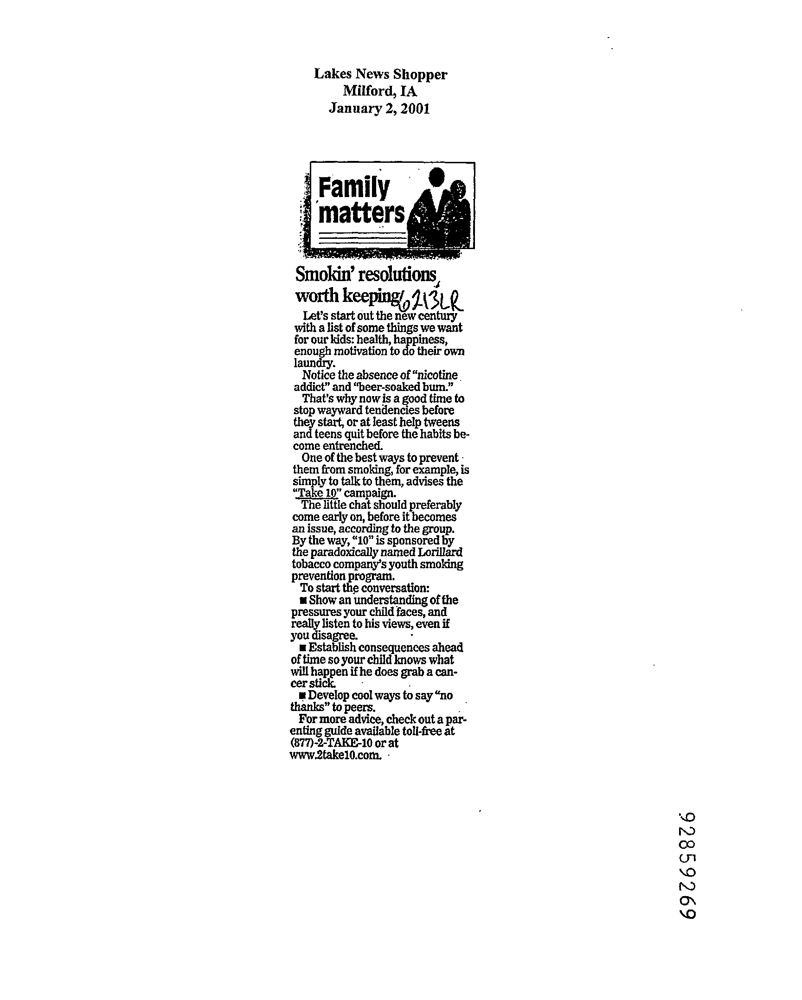 Lakes News Shopper
Milford, IA
January 2, 2001
Family
matters
Smokin' resolutions
worth keeping
Let's start out the new century
with a list of some things we want
for our kids: health, happiness,
enough motivation to do their own
laundry.
Notice the absence of "nicotine
addict" and "beer-soaked bum."
That's why now is a good time to
stop wayward tendencies before
they start, or at least help tweens
and teens quit before the habits be-
come entrenched.
One of the best ways to prevent
them from smoking, for example, is
simply to talk to them, advises the
"Take 10" campaign.
The little chat should preferably
come early on, before it becomes
an issue, according to the group.
By the way, "10" is sponsored by
the paradoxically named Lorillard
tobacco company's youth smoking
prevention program.
To start the conversation:
■ Show an understanding of the
pressures your child faces, and
really listen to his views, even if
you disagree.
■ Establish consequences ahead
of time so your child knows what
will happen if he does grab a can-
cer stick.
■ Develop cool ways to say "no
thanks" to peers.
For more advice, check out a par-
enting guide available toll-free at
(877)-2-TAKE-10 or at
www.2take10.com.
92859269